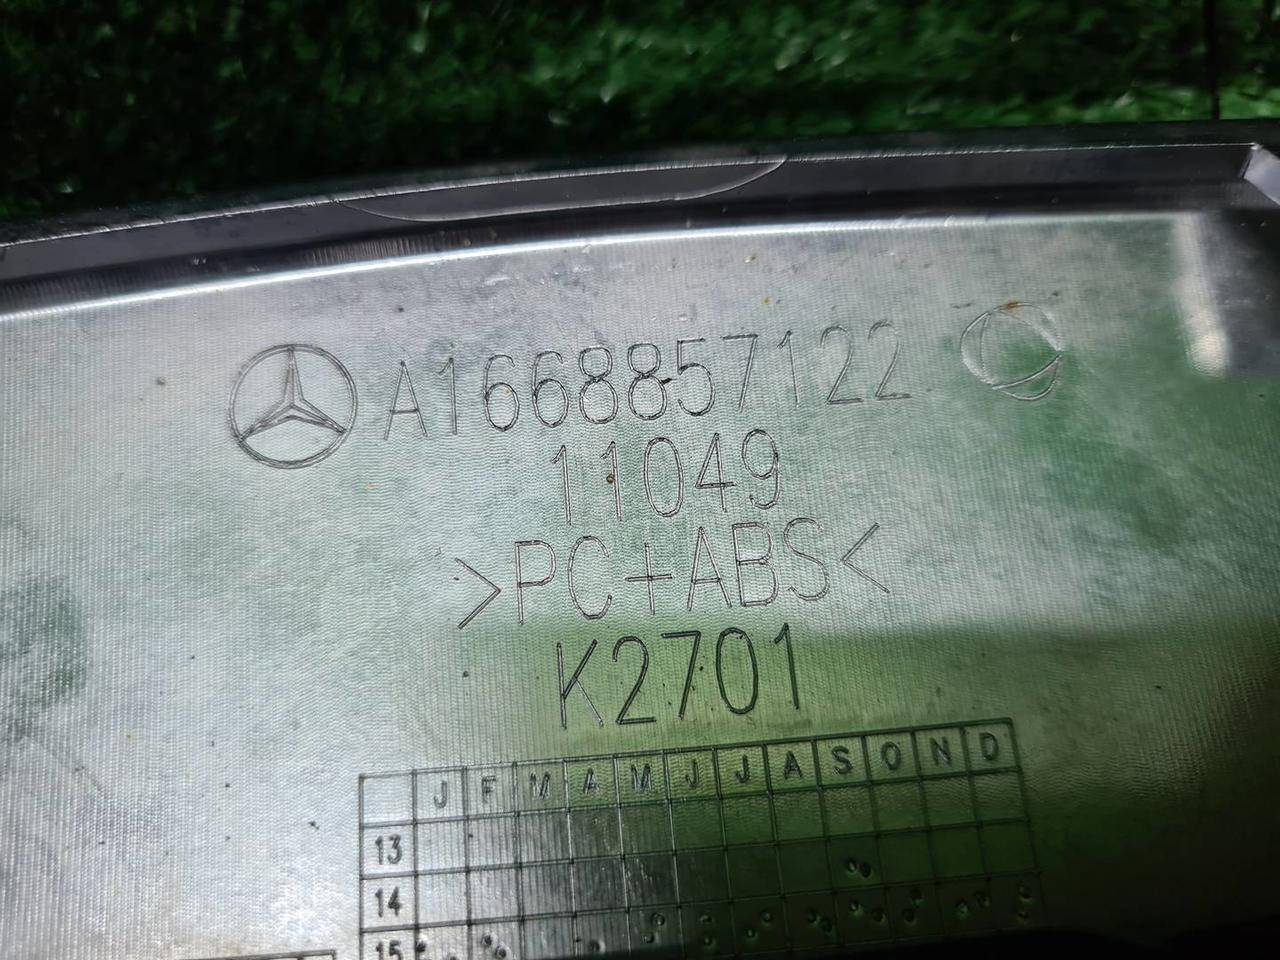 A1668857122
11049
>PC+ABS<
K2701
J F M A M J J A S O N D
13
14
15